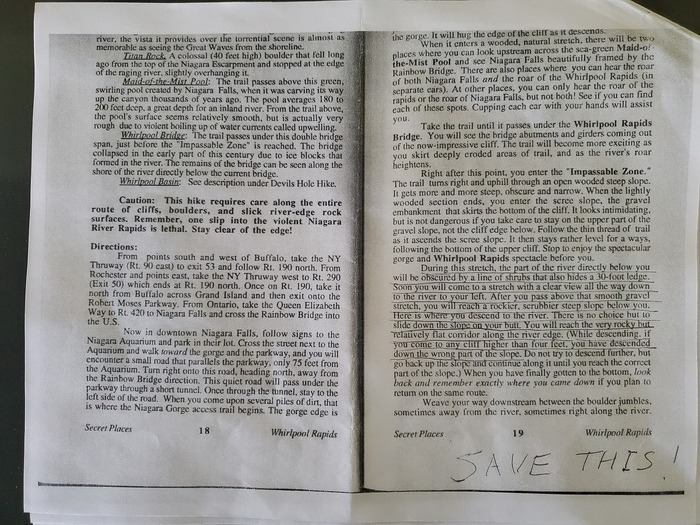 river, the vista it provides over the torrential scene is almost as
memorable as seeing the Great Waves from the shoreline.
Titan Rock. A colossal (40 feet high) boulder that fell long
ago from the top of the Niagara Escarpment and stopped at the edge
of the raging river, slightly overhanging it.
Maid-of-the-Mist Pool: The trail passes above this green,
swirling pool created by Niagara Falls, when it was carving its way
up the canyon thousands of years ago. The pool averages 180 to
200 feet deep, a great depth for an inland river. From the trail above,
the pool's surface seems relatively smooth, but is actually very
rough due to violent boiling up of water currents called upwelling.
Whirlpool Bridge: The trail passes under this double bridge
span, just before the "Impassable Zone" is reached. The bridge
collapsed in the early part of this century due to ice blocks that
formed in the river. The remains of the bridge can be seen along the
shore of the river directly below the current bridge.
Whirlpool Basin: See description under Devils Hole Hike.
Caution: This hike requires care along the entire
route of cliffs, boulders, and slick river-edge rock
surfaces. Remember, one slip into the violent Niagara
River Rapids is lethal. Stay clear of the edge!
Directions:
From points south and west of Buffalo, take the NY
Thruway (Rt. 90 east) to exit 53 and follow Rt. 190 north. From
Rochester and points east, take the NY Thruway west to Rt. 290
(Exit 50) which ends at Rt. 190 north. Once on Rt. 190, take it
north from Buffalo across Grand Island and then exit onto the
Robert Moses Parkway. From Ontario, take the Queen Elizabeth
Way to Rt. 420 to Niagara Falls and cross the Rainbow Bridge into
the U.S.
Now in downtown Niagara Falls, follow signs to the
Niagara Aquarium and park in their lot. Cross the street next to the
Aquarium and walk toward the gorge and the parkway, and you will
encounter a small road that parallels the parkway, only 75 feet from
the Aquarium. Turn right onto this road, heading north, away from
the Rainbow Bridge direction. This quiet road will pass under the
parkway through a short tunnel. Once through the tunnel, stay to the
left side of the road. When you come upon several piles of dirt, that
is where the Niagara Gorge access trail begins. The gorge edge is
Secret Places 18 Whirlpool Rapids
the gorge. It will hug the edge of the cliff as it descends.
When it enters a wooded, natural stretch, there will be two
places where you can look upstream across the sea-green Maid-of-
the-Mist Pool and see Niagara Falls beautifully framed by the
Rainbow Bridge. There are also places where you can hear the roar
of both Niagara Falls and the roar of the Whirlpool Rapids (in
separate ears). At other places, you can only hear the roar of the
rapids or the roar of Niagara Falls, but not both! See if you can find
each of these spots. Cupping each ear with your hands will assist
you.
Take the trail until it passes under the Whirlpool Rapids
Bridge. You will see the bridge abutments and girders coming out
of the now-impressive cliff. The trail will become more exciting as
you skirt deeply eroded areas of trail, and as the river's roar
heightens.
Right after this point, you enter the "Impassable Zone."
The trail turns right and uphill through an open wooded steep slope.
It gets more and more steep, obscure and narrow. When the lightly
wooded section ends, you enter the scree slope, the gravel
embankment that skirts the bottom of the cliff. It looks intimidating,
but is not dangerous if you take care to stay on the upper part of the
gravel slope, not the cliff edge below. Follow the thin thread of trail
as it ascends the scree slope. It then stays rather level for a ways,
following the bottom of the upper cliff. Stop to enjoy the spectacular
gorge and Whirlpool Rapids spectacle before you.
During this stretch, the part of the river directly below you
will be obscured by a line of shrubs that also hides a 30-foot ledge.
Soon you will come to a stretch with a clear view all the way down
to the river to your left. After you pass above that smooth gravel
stretch, you will reach a rockier, scrubbier steep slope below you.
Here is where you descend to the river. There is no choice but to
slide down the slope on your butt. You will reach the very rocky but
relatively flat corridor along the river edge. (While descending, if
you come to any cliff higher than four feet, you have descended
down the wrong part of the slope. Do not try to descend further, but
go back up the slope and continue along it until you reach the correct
part of the slope.) When you have finally gotten to the bottom, look
back and remember exactly where you came down if you plan to
return on the same route.
Weave your way downstream between the boulder jumbles,
sometimes away from the river, sometimes right along the river.
Secret Places 19 Whirlpool Rapids
SAVE THIS!